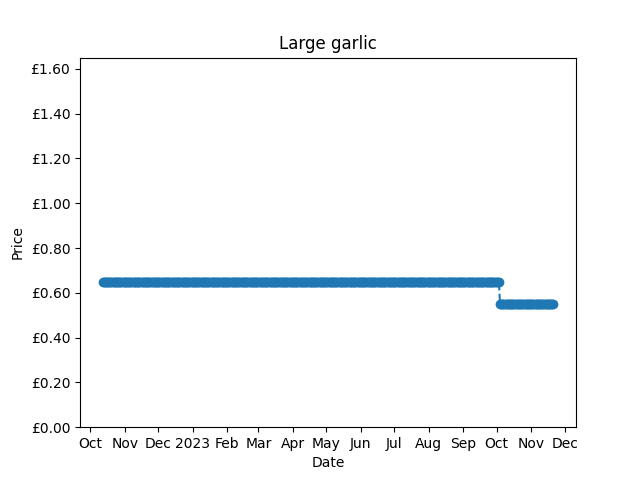 Large garlic
£1.60
£1.40
£1.20
£1.00
£0.80
£0.60
£0.40
£0.20
£0.00
Price
Oct Nov Dec 2023 Feb Mar Apr May Jun Jul Aug Sep Oct Nov Dec
Date